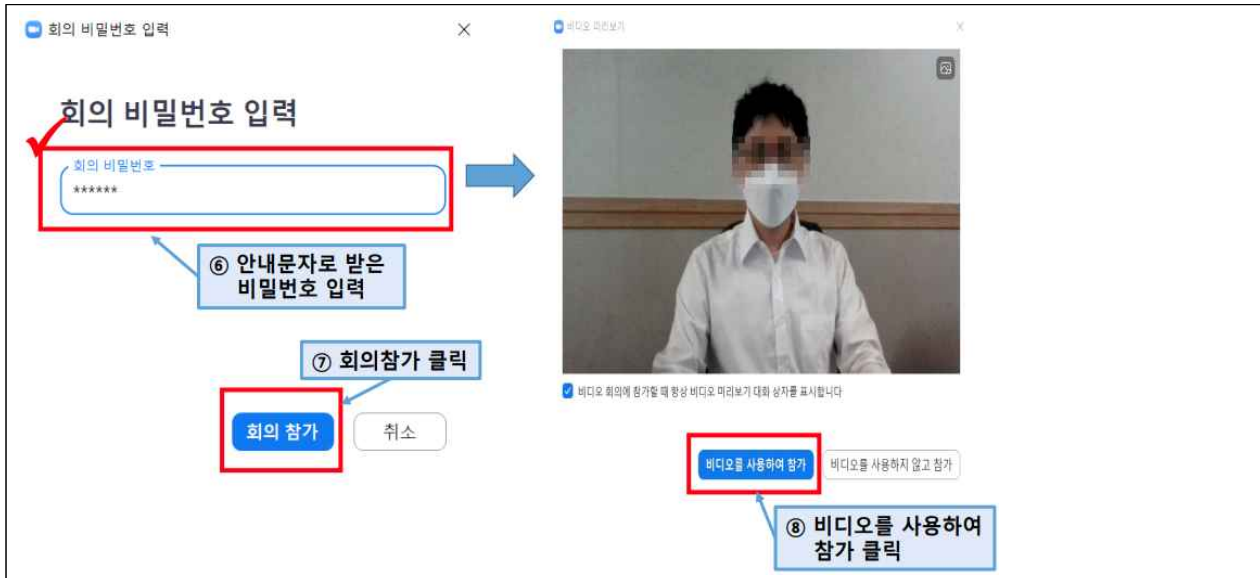 회의 비밀번호 입력
회의 비밀번호 입력
회의 비밀번호
******
⑥ 안내문자로 받은
비밀번호 입력
⑦ 회의참가 클릭
회의 참가
취소
비디오 미리보기
비디오 회의에 참가할 때 항상 비디오 미리보기 대화 상자를 표시합니다
비디오를 사용하여 참가
비디오를 사용하지 않고 참가
⑧ 비디오를 사용하여
참가 클릭